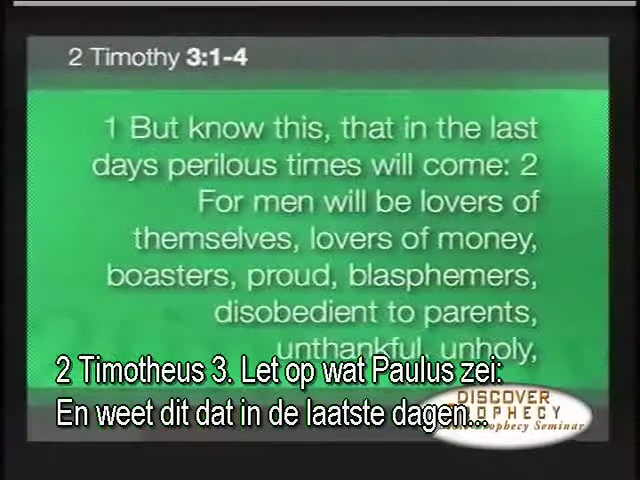 2 Timothy 3:1-4
1 But know this, that in the last
days perilous times will come: 2
For men will be lovers of
themselves, lovers of money,
boasters, proud, blasphemers,
disobedient to parents,
unthankful, unholy,
2 Timotheus 3. Let op wat Paulus zei:
En weet dit dat in de laatste dagen...
DISCOVER
PROPHECY
Prophecy Seminar